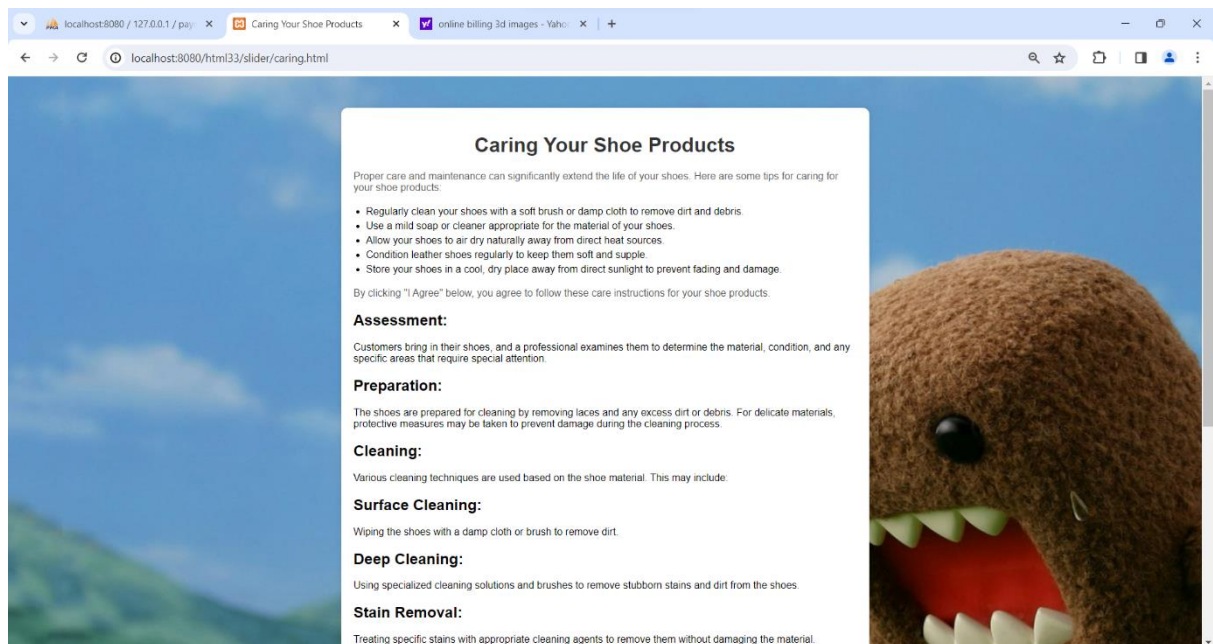 localhost:8080 / 127.0.0.1 / pay
Caring Your Shoe Products
online billing 3d images - Yaho
localhost:8080/html33/slider/caring.html
Caring Your Shoe Products
Proper care and maintenance can significantly extend the life of your shoes. Here are some tips for caring for
your shoe products:
• Regularly clean your shoes with a soft brush or damp cloth to remove dirt and debris.
• Use a mild soap or cleaner appropriate for the material of your shoes.
• Allow your shoes to air dry naturally away from direct heat sources.
• Condition leather shoes regularly to keep them soft and supple.
• Store your shoes in a cool, dry place away from direct sunlight to prevent fading and damage.
By clicking "I Agree" below, you agree to follow these care instructions for your shoe products.
Assessment:
Customers bring in their shoes, and a professional examines them to determine the material, condition, and any
specific areas that require special attention.
Preparation:
The shoes are prepared for cleaning by removing laces and any excess dirt or debris. For delicate materials,
protective measures may be taken to prevent damage during the cleaning process.
Cleaning:
Various cleaning techniques are used based on the shoe material. This may include:
Surface Cleaning:
Wiping the shoes with a damp cloth or brush to remove dirt.
Deep Cleaning:
Using specialized cleaning solutions and brushes to remove stubborn stains and dirt from the shoes.
Stain Removal:
Treating specific stains with appropriate cleaning agents to remove them without damaging the material.